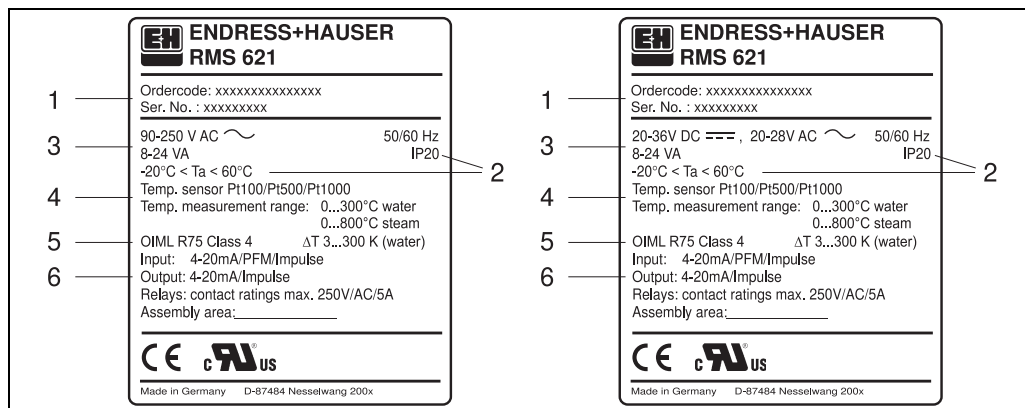 E+H ENDRESS+HAUSER
RMS 621
1
Ordercode: xxxxxxxxxxxxxxx
Ser. No. : xxxxxxxxx
3
90-250 V AC 50/60 Hz
8-24 VA IP20
2
-20°C < Ta < 60°C
4
Temp. sensor Pt100/Pt500/Pt1000
Temp. measurement range: 0...300°C water
0...800°C steam
5
OIML R75 Class 4 ΔT 3...300 K (water)
Input: 4-20mA/PFM/Impulse
6
Output: 4-20mA/Impulse
Relays: contact ratings max. 250V/AC/5A
Assembly area:
CE c RU ® US
Made in Germany D-87484 Nesselwang 200x
E+H ENDRESS+HAUSER
RMS 621
1
Ordercode: xxxxxxxxxxxxxxx
Ser. No. : xxxxxxxxx
3
20-36V DC , 20-28V AC 50/60 Hz
8-24 VA IP20
2
-20°C < Ta < 60°C
4
Temp. sensor Pt100/Pt500/Pt1000
Temp. measurement range: 0...300°C water
0...800°C steam
5
OIML R75 Class 4 ΔT 3...300 K (water)
Input: 4-20mA/PFM/Impulse
6
Output: 4-20mA/Impulse
Relays: contact ratings max. 250V/AC/5A
Assembly area:
CE c RU ® US
Made in Germany D-87484 Nesselwang 200x